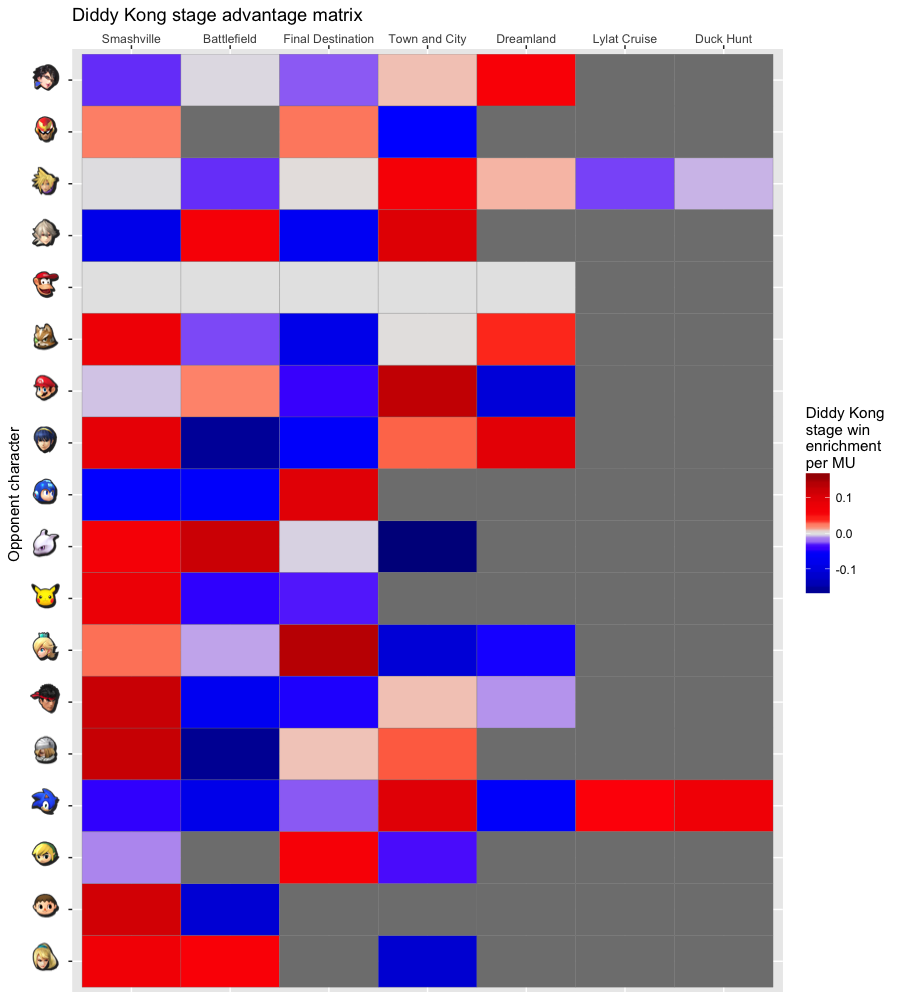 Diddy Kong stage advantage matrix
Smashville Battlefield Final Destination Town and City Dreamland Lylat Cruise Duck Hunt
Opponent character
Diddy Kong
stage win
enrichment
per MU
0.1
0.0
-0.1